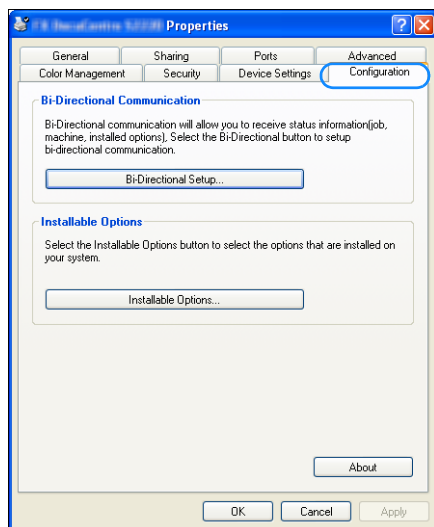 Properties
General Sharing Ports Advanced
Color Management Security Device Settings Configuration
Bi-Directional Communication
Bi-Directional communication will allow you to receive status information(job,
machine, installed options), Select the Bi-Directional button to setup
bi-directional communication.
Bi-Directional Setup...
Installable Options
Select the Installable Options button to select the options that are installed on
your system.
Installable Options...
About
OK Cancel Apply